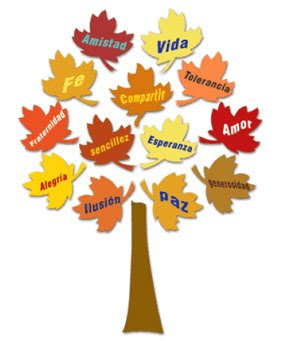 Amistad
Vida
Fe
Compartir
Tolerancia
Fraternidad
sencillez
Esperanza
Amor
Alegría
Ilusión
Paz
generosidad